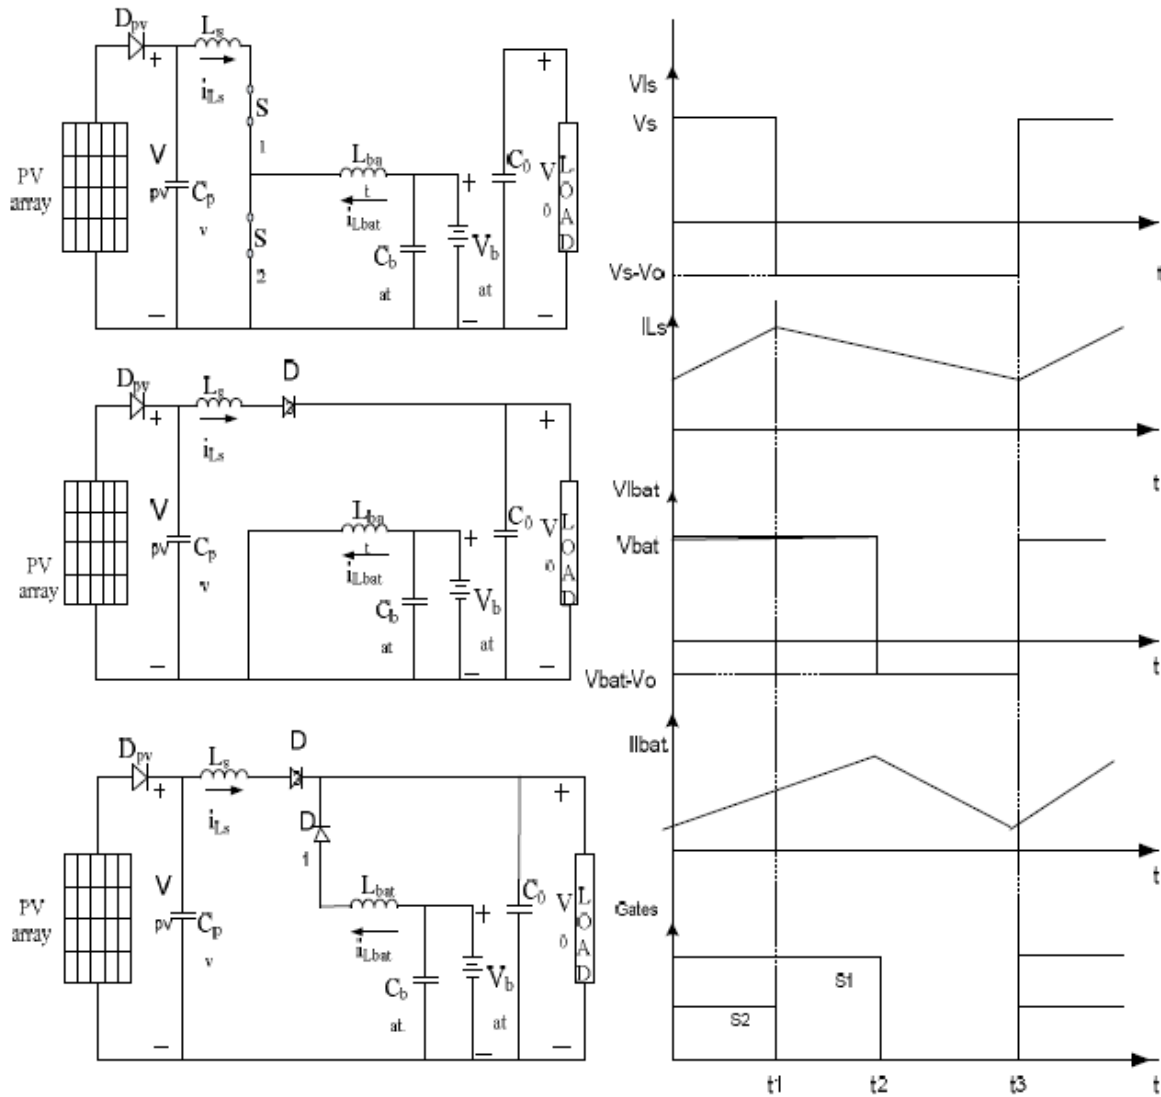 Dpv
+
Ls
iLs
S
1
S
2
V
pv
Cp
v
PV
array
Lba
t
iLbat
Cb
at
+
Vb
at
C0
+
V
0
LOAD
−
−
−
Dpv
+
Ls
iLs
D
2
V
pv
Cp
v
PV
array
Lba
t
iLbat
Cb
at
+
Vb
at
C0
+
V
0
LOAD
−
−
−
Dpv
+
Ls
iLs
D
2
D
1
V
pv
Cp
v
PV
array
Lbat
iLbat
Cb
at.
+
Vb
at
C0
+
V
0
LOAD
−
−
−
Vls
Vs
Vs-Vo
t
ILs
t
Vlbat
Vbat
Vbat-Vo
t
Ilbat
t
Gates
S1
S2
t1
t2
t3
t